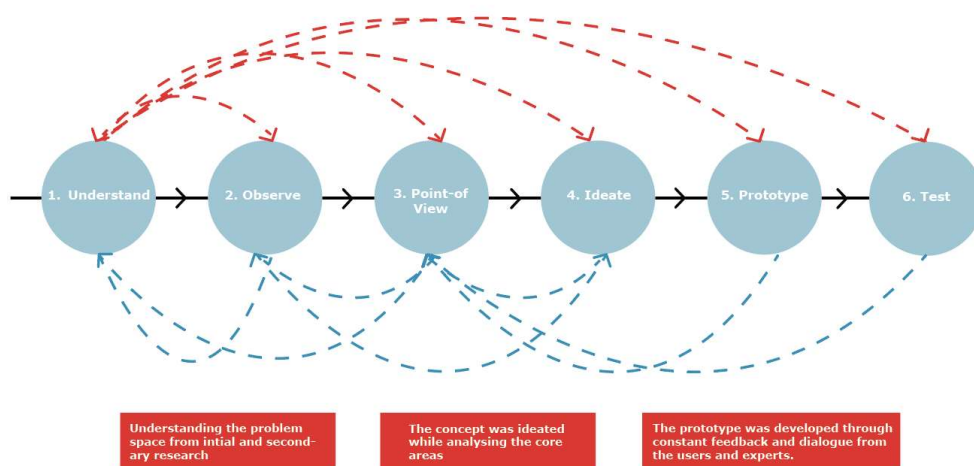 1. Understand
2. Observe
3. Point-of
View
4. Ideate
5. Prototype
6. Test
Understanding the problem
space from intial and second-
ary research
The concept was ideated
while analysing the core
areas
The prototype was developed through
constant feedback and dialogue from
the users and experts.